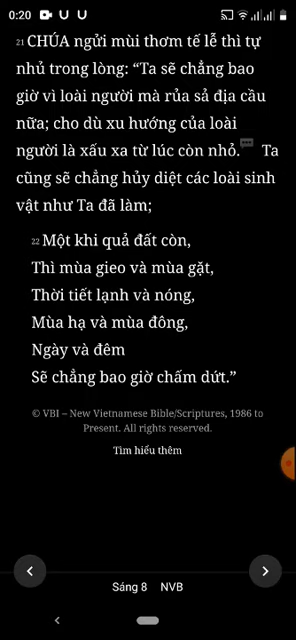 0:20
21 CHÚA ngửi mùi thơm tế lễ thì tự
nhủ trong lòng: “Ta sẽ chẳng bao
giờ vì loài người mà rủa sả địa cầu
nữa; cho dù xu hướng của loài
người là xấu xa từ lúc còn nhỏ. Ta
cũng sẽ chẳng hủy diệt các loài sinh
vật như Ta đã làm;
22 Một khi quả đất còn,
Thì mùa gieo và mùa gặt,
Thời tiết lạnh và nóng,
Mùa hạ và mùa đông,
Ngày và đêm
Sẽ chẳng bao giờ chấm dứt.”
© VBI – New Vietnamese Bible/Scriptures, 1986 to
Present. All rights reserved.
Tìm hiểu thêm
Sáng 8 NVB